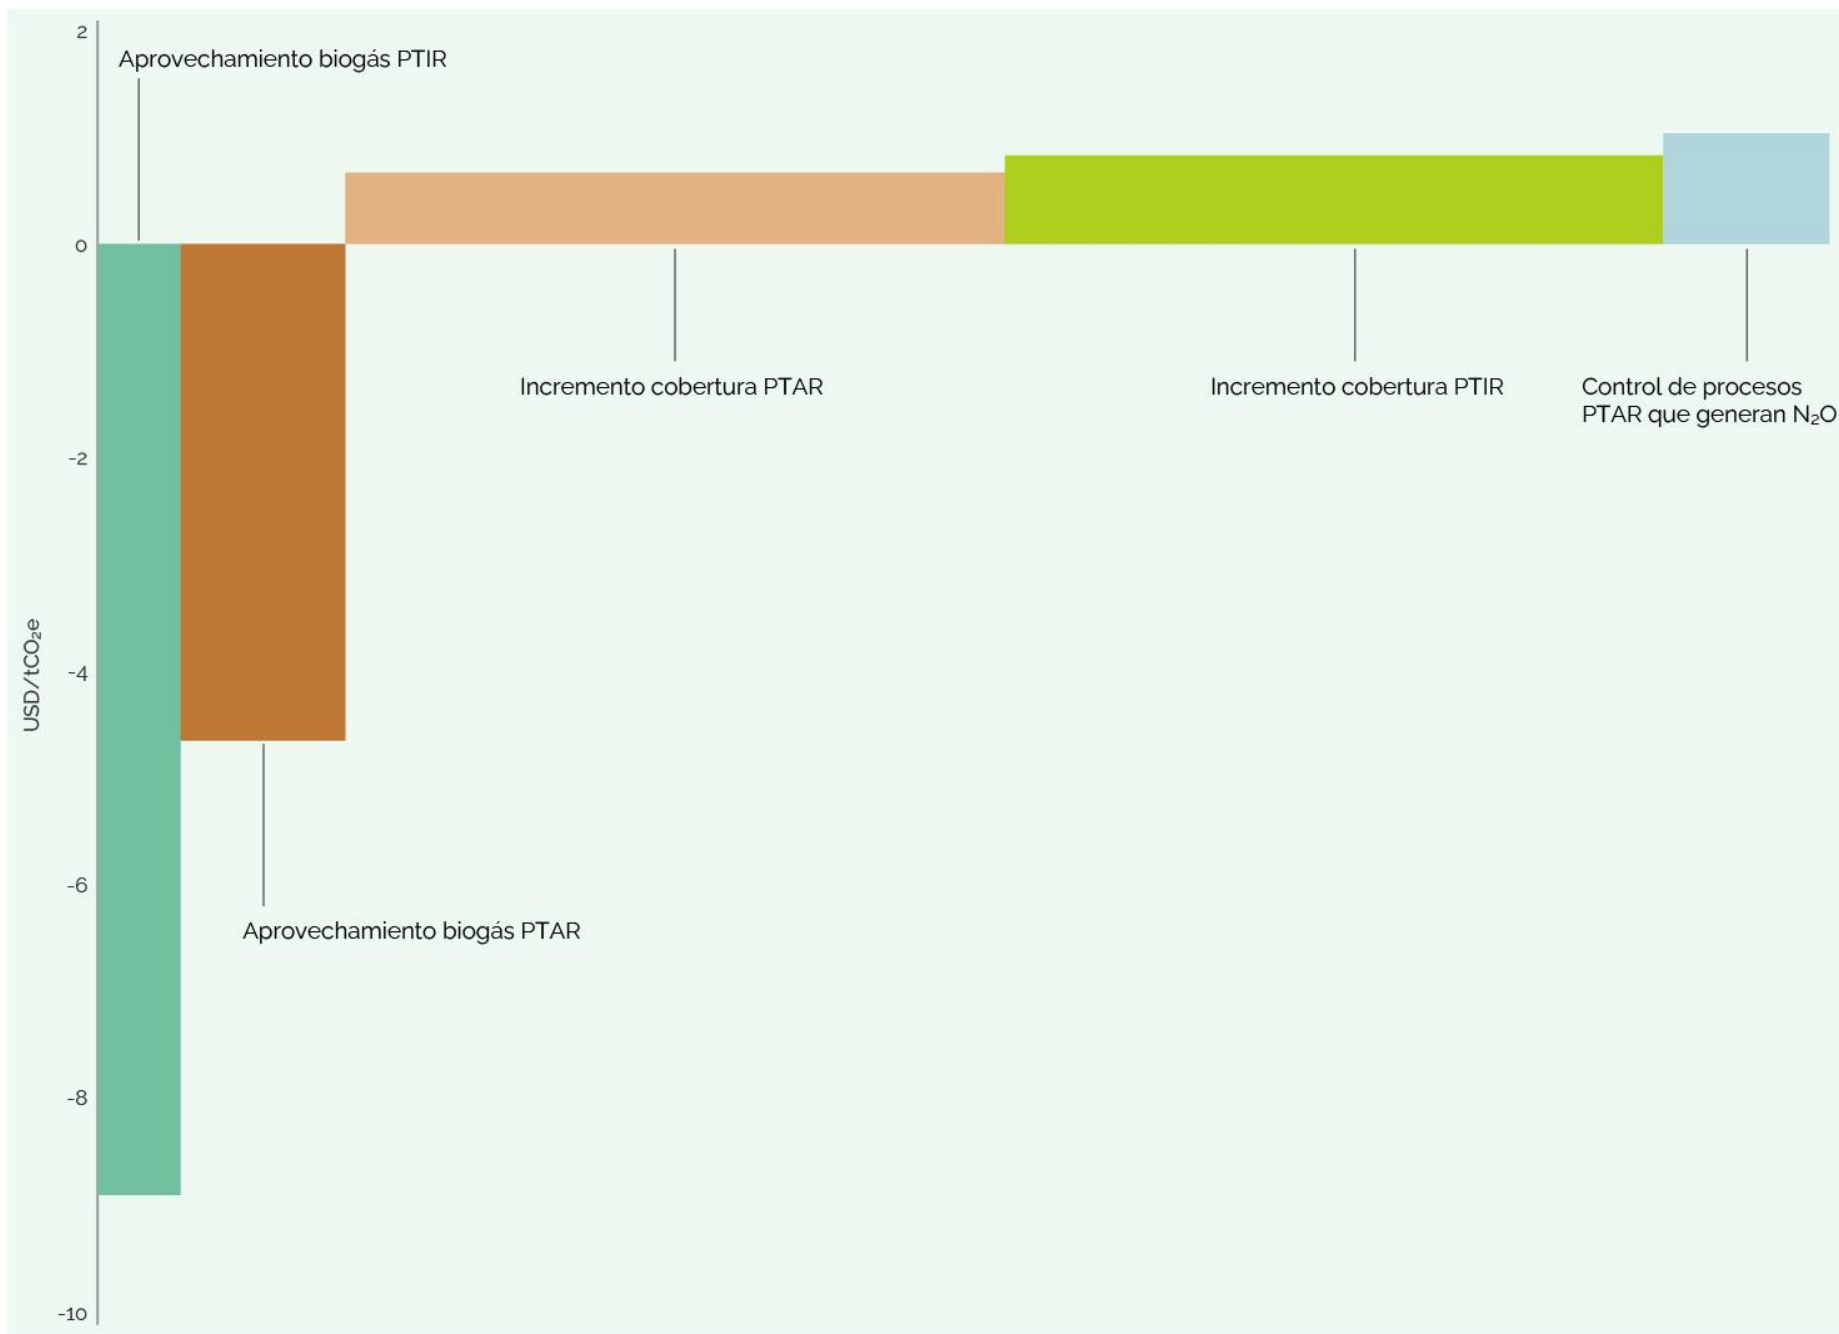 2
Aprovechamiento biogás PTIR
0
Incremento cobertura PTAR
Incremento cobertura PTIR
Control de procesos
PTAR que generan N₂O
-2
USD/tCO₂e
-4
-6
Aprovechamiento biogás PTAR
-8
-10